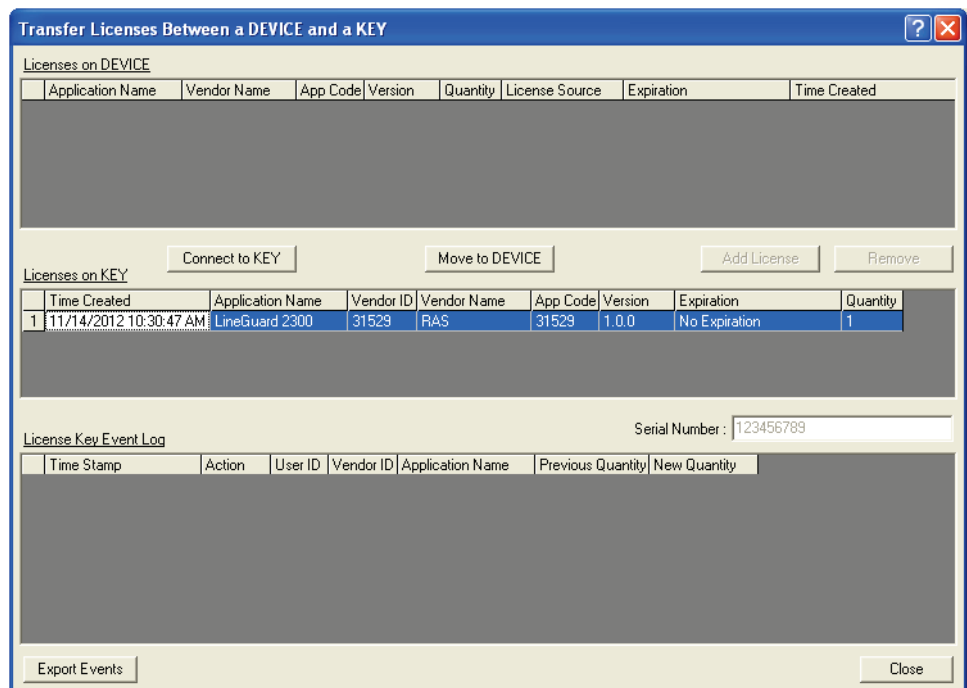 Transfer Licenses Between a DEVICE and a KEY
Licenses on DEVICE
Application Name Vendor Name App Code Version Quantity License Source Expiration Time Created
Connect to KEY Move to DEVICE Add License Remove
Licenses on KEY
Time Created Application Name Vendor ID Vendor Name App Code Version Expiration Quantity
1 11/14/2012 10:30:47 AM LineGuard 2300 31529 RAS 31529 1.0.0 No Expiration 1
Serial Number : 123456789
License Key Event Log
Time Stamp Action User ID Vendor ID Application Name Previous Quantity New Quantity
Export Events Close